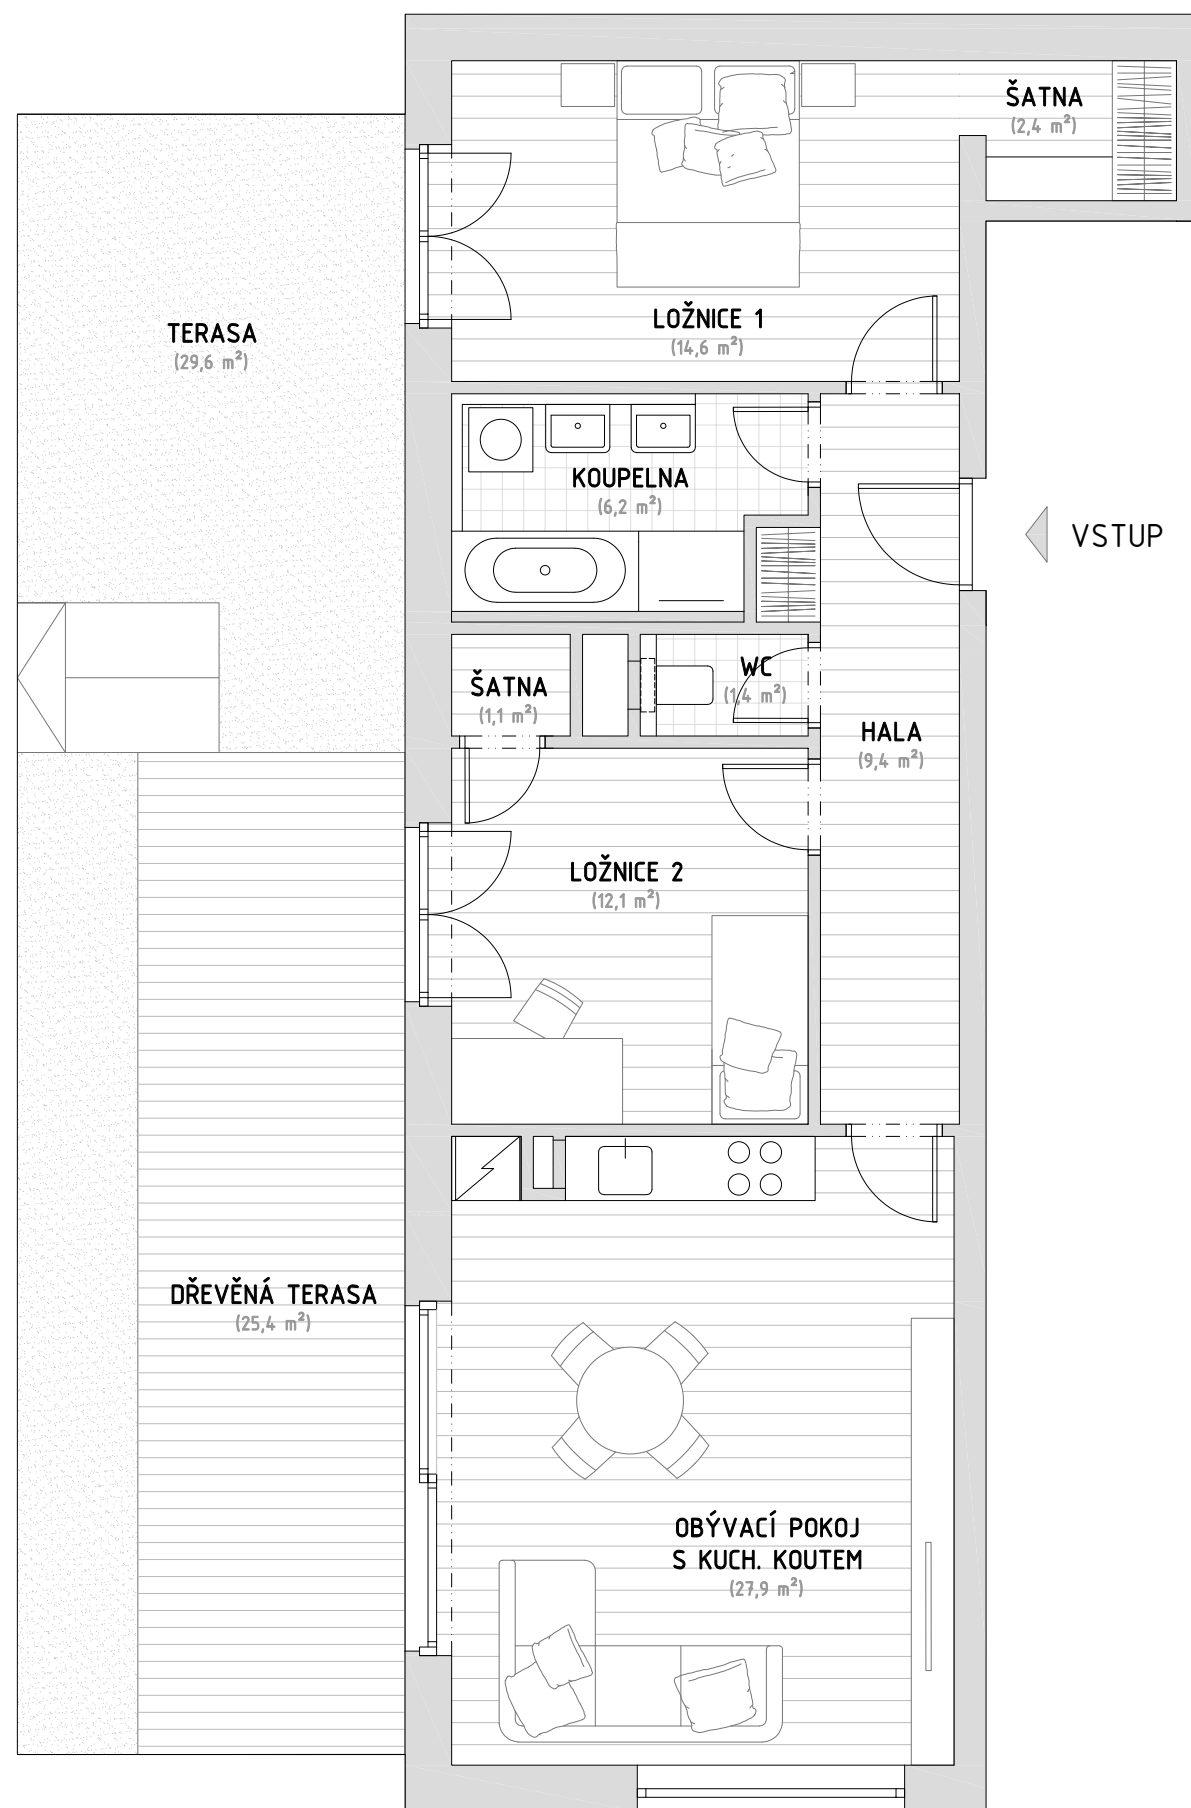 ŠATNA
(2,4 m²)
LOŽNICE 1
(14,6 m²)
TERASA
(29,6 m²)
KOUPELNA
(6,2 m²)
VSTUP
WC
(1,4 m²)
ŠATNA
(1,1 m²)
HALA
(9,4 m²)
LOŽNICE 2
(12,1 m²)
DŘEVĚNÁ TERASA
(25,4 m²)
OBÝVACÍ POKOJ
S KUCH. KOUTEM
(27,9 m²)